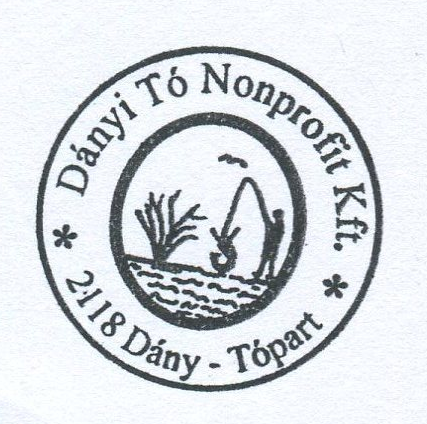 * Dányi Tó Nonprofit Kft. *
2118 Dány - Tópart